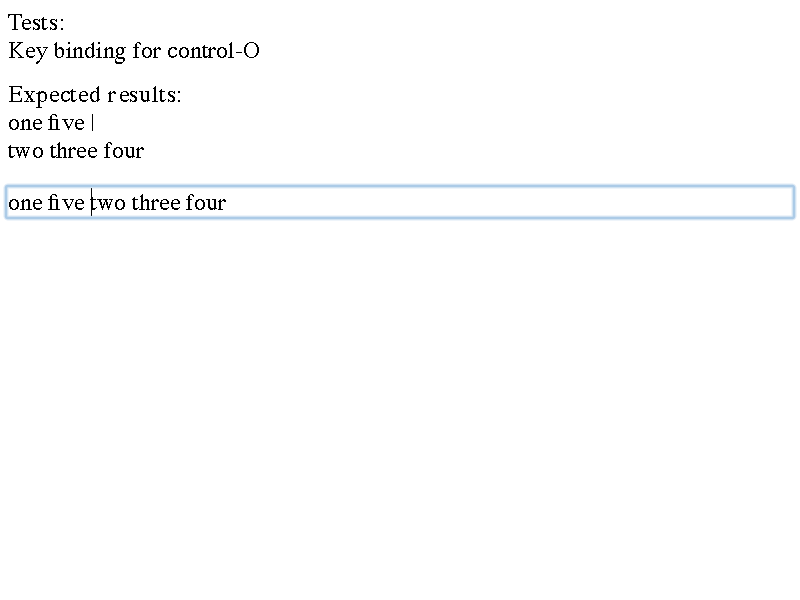 Tests:
Key binding for control-O
Expected results:
one five |
two three four
one five two three four